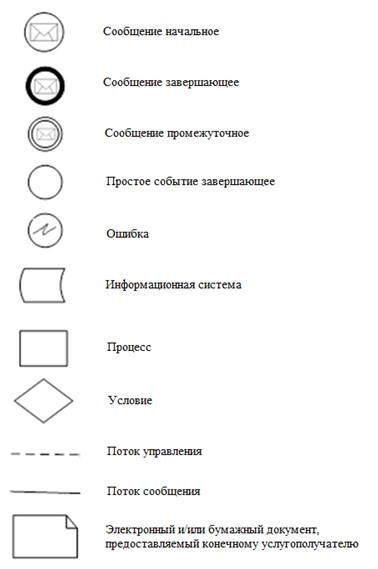 Сообщение начальное
Сообщение завершающее
Сообщение промежуточное
Простое событие завершающее
Ошибка
Информационная система
Процесс
Условие
Поток управления
Поток сообщения
Электронный и/или бумажный документ,
предоставляемый конечному услугополучателю